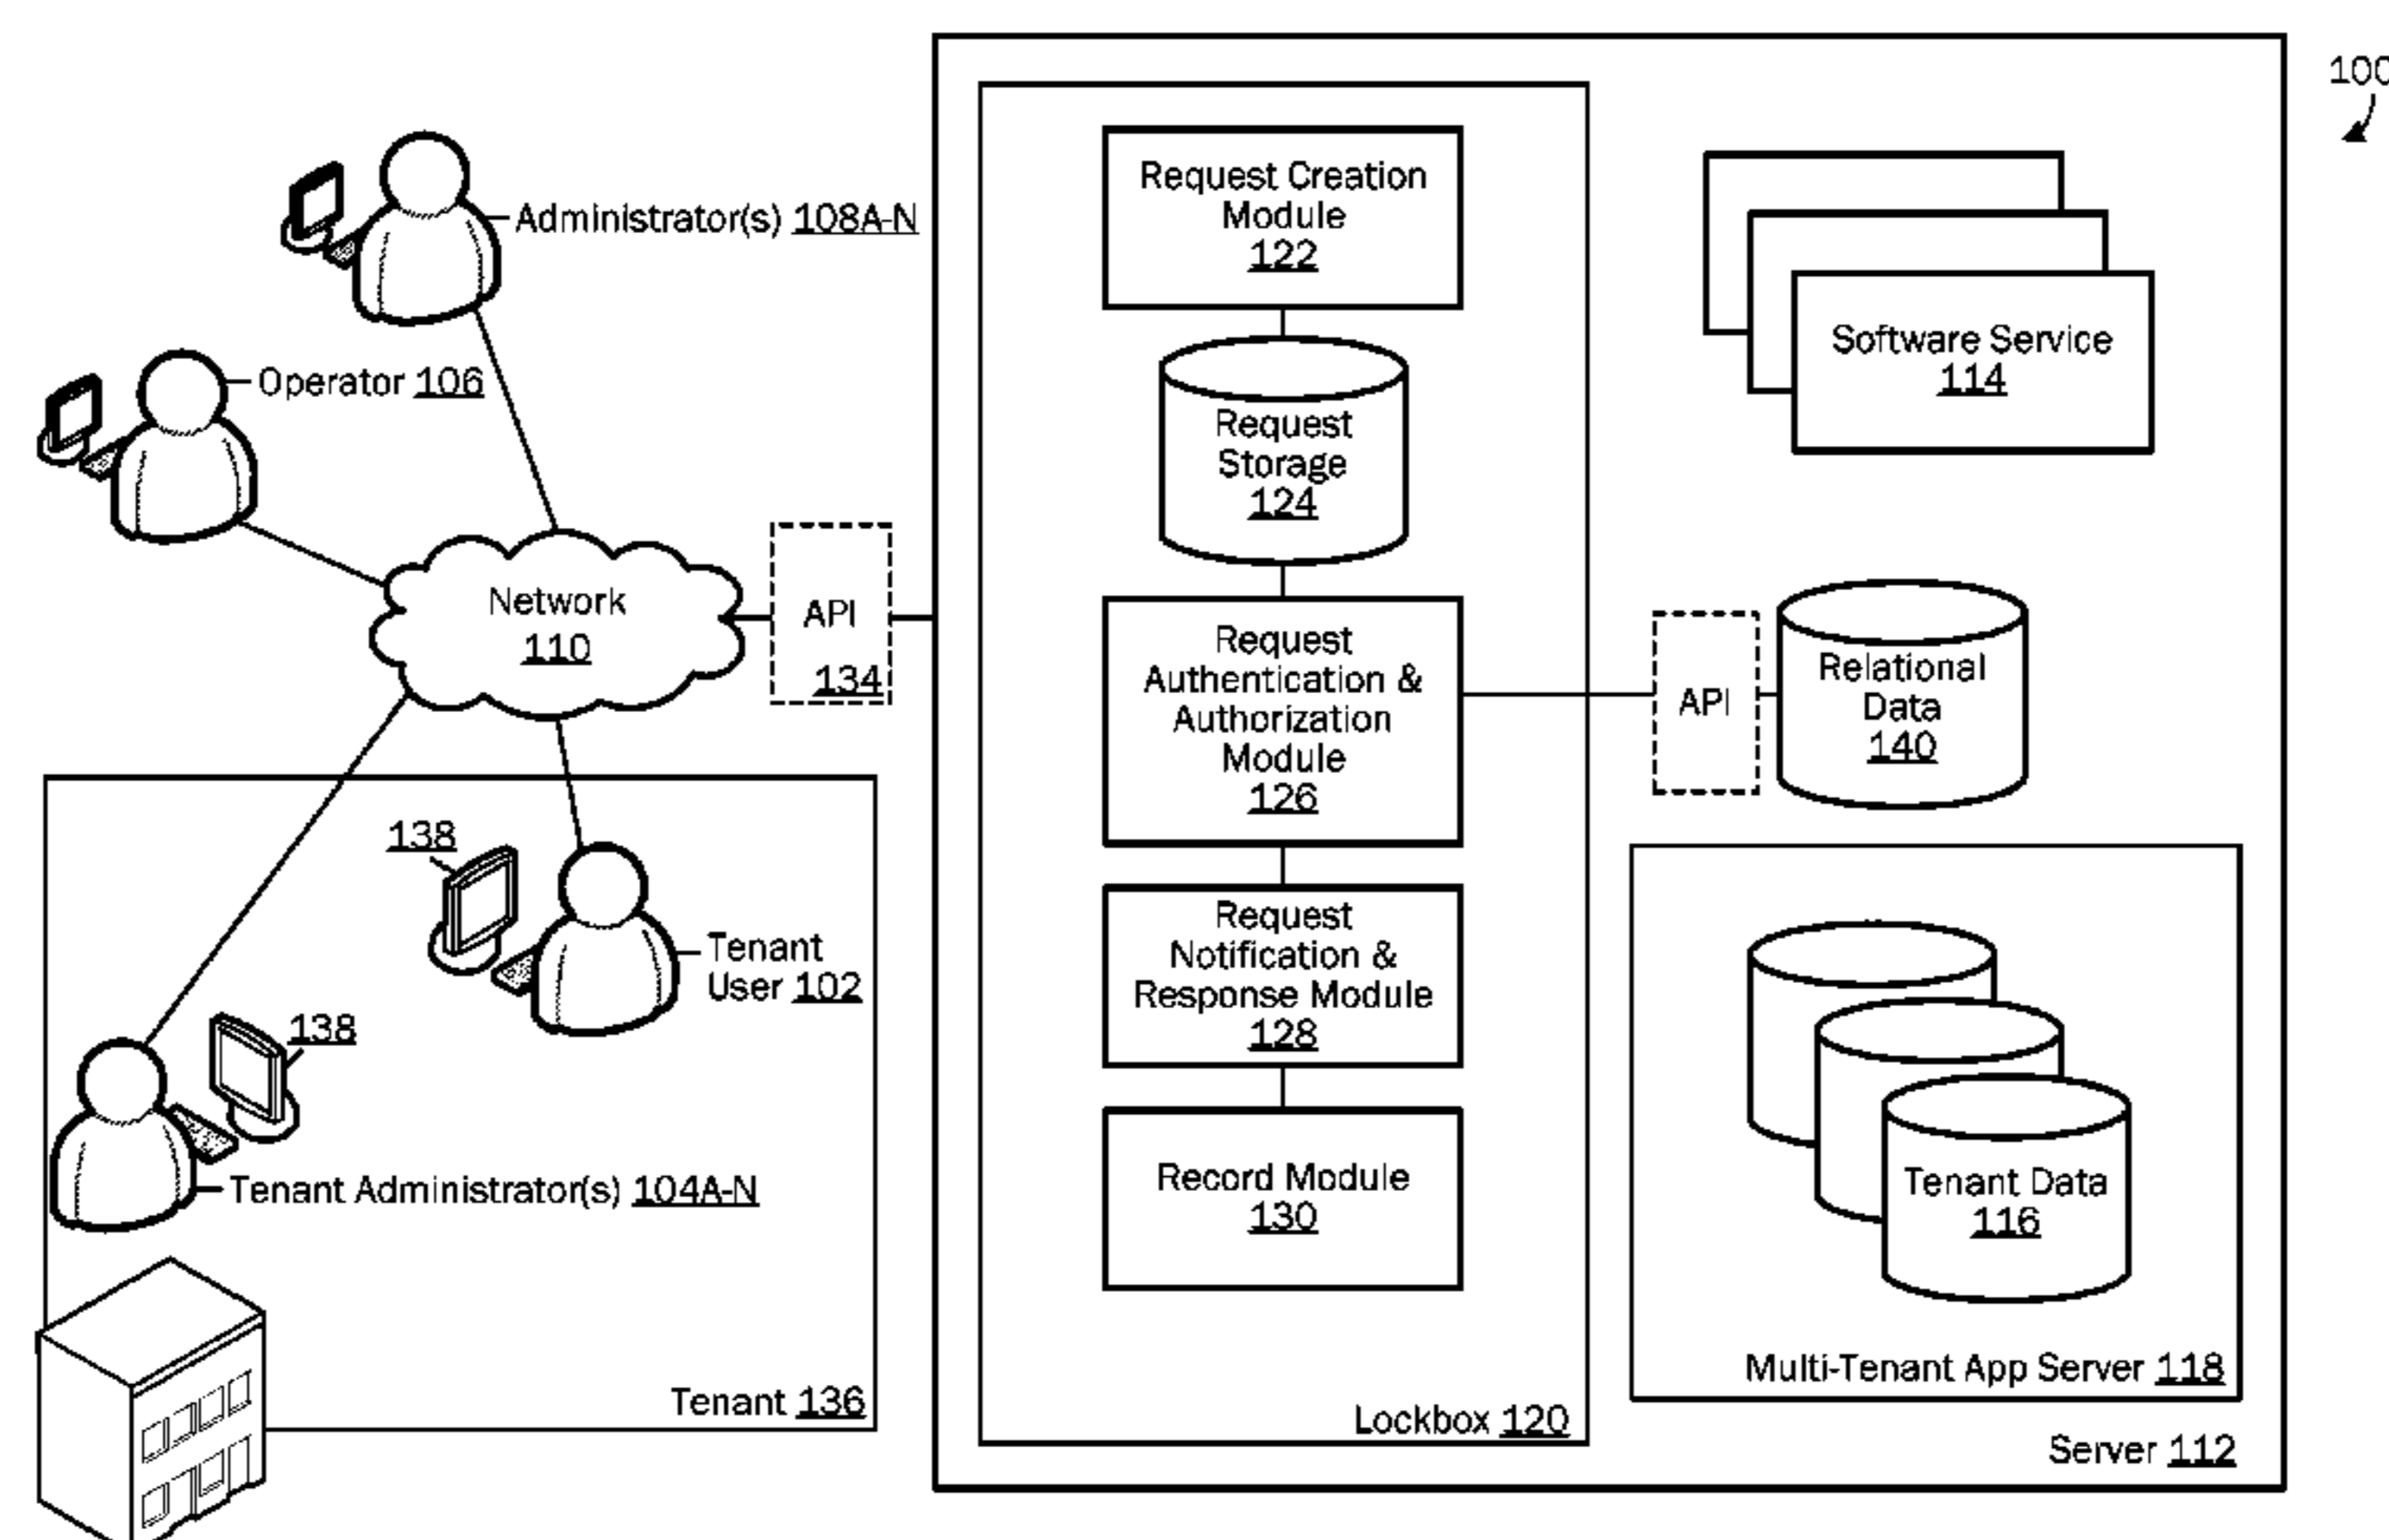 100
Administrator(s) 108A-N
Operator 106
Network
110
API
134
138
Tenant
User 102
138
Tenant Administrator(s) 104A-N
Tenant 136
Request Creation
Module
122
Request
Storage
124
Request
Authentication &
Authorization
Module
126
Request
Notification &
Response Module
128
Record Module
130
Lockbox 120
Software Service
114
API
Relational
Data
140
Tenant Data
116
Multi-Tenant App Server 118
Server 112